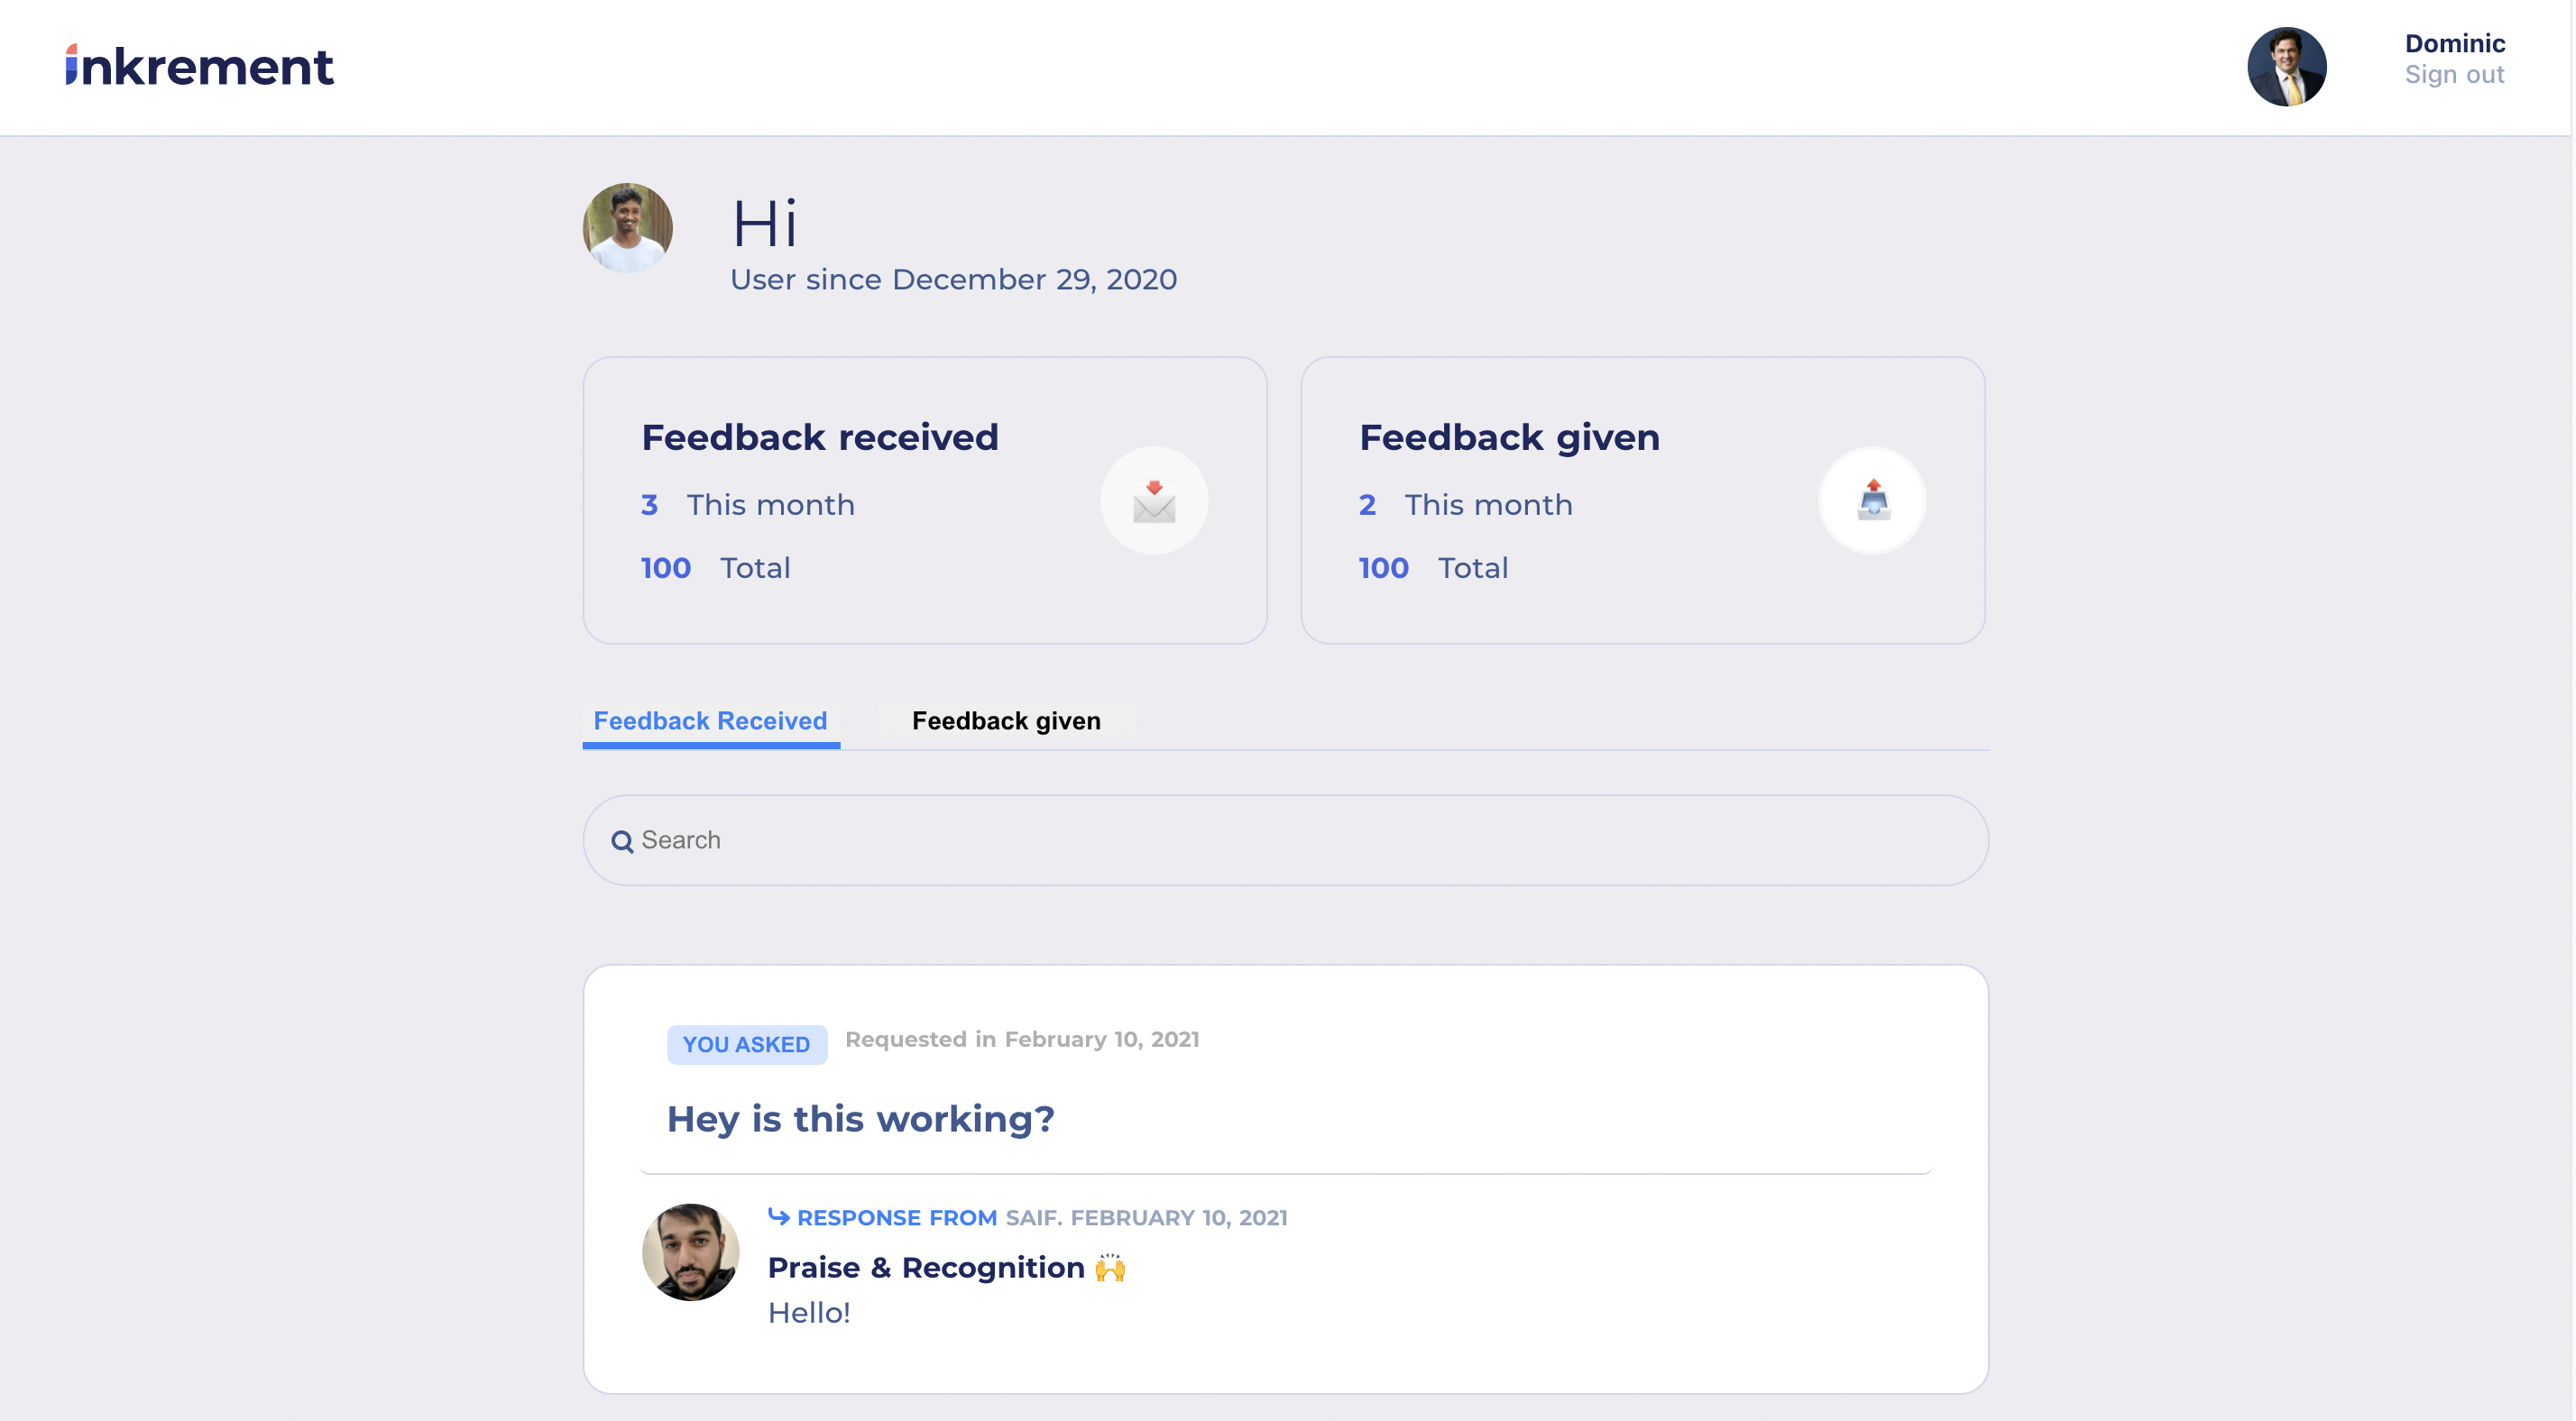 inkrement
Dominic
Sign out
Hi
User since December 29, 2020
Feedback received
3 This month
100 Total
Feedback given
2 This month
100 Total
Feedback Received
Feedback given
Search
YOU ASKED Requested in February 10, 2021
Hey is this working?
RESPONSE FROM SAIF. FEBRUARY 10, 2021
Praise & Recognition 🙌
Hello!